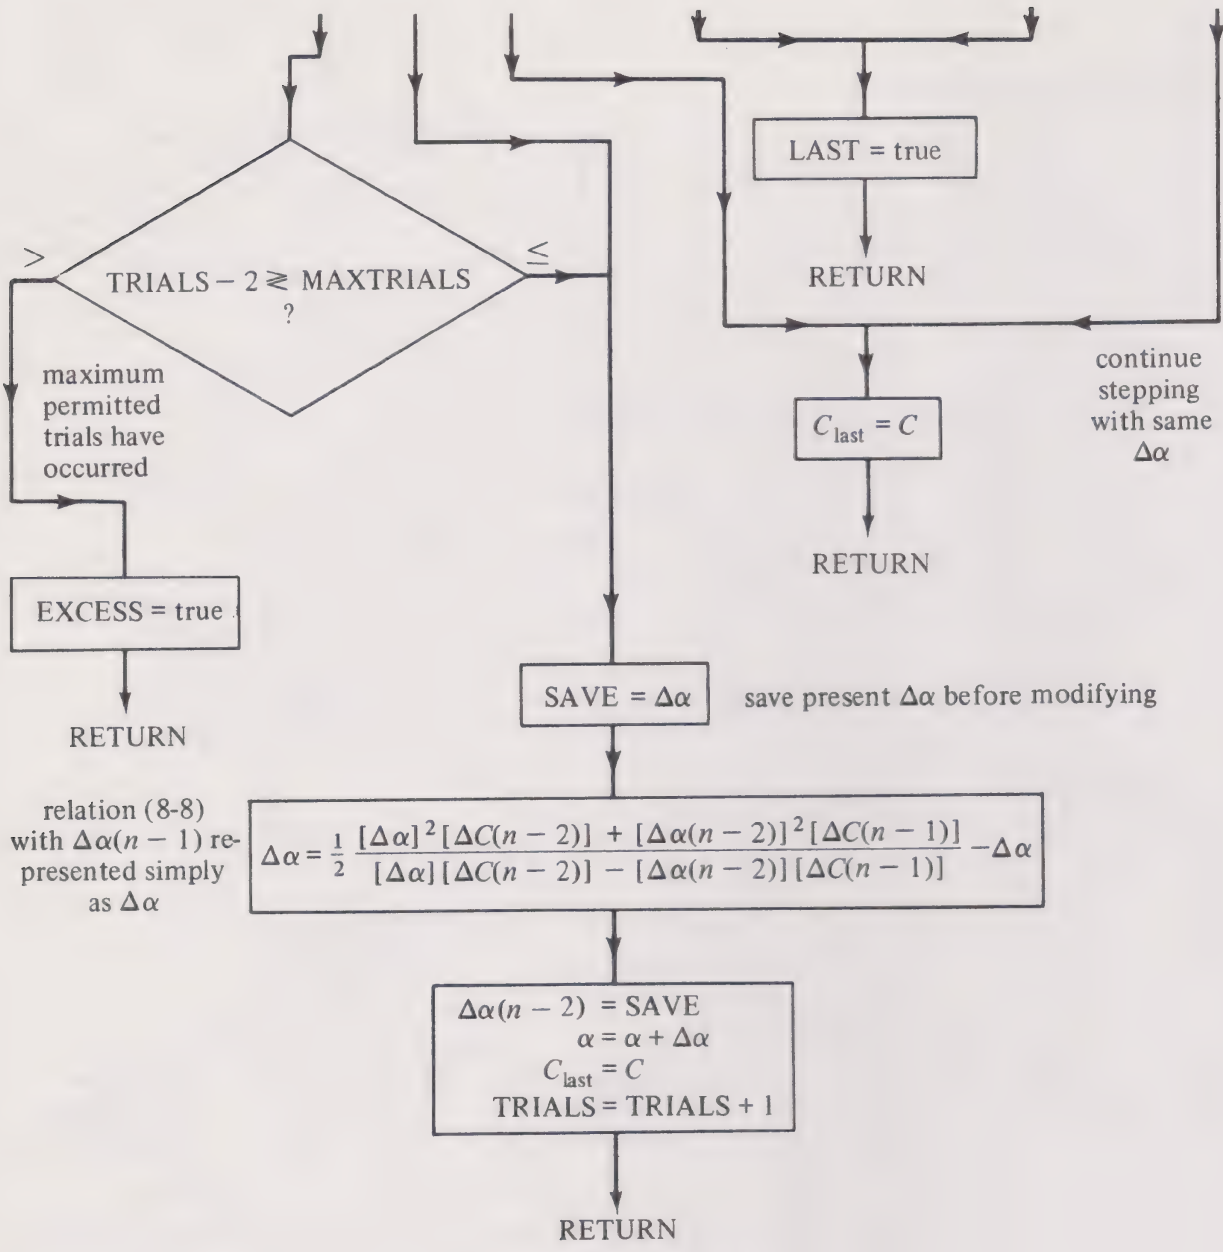 LAST = true
RETURN
>
≤
TRIALS − 2 ≷ MAXTRIALS
?
maximum
permitted
trials have
occurred
continue
stepping
with same
Δα
C_last = C
RETURN
EXCESS = true
RETURN
SAVE = Δα
save present Δα before modifying
relation (8-8)
with Δα(n − 1) re-
presented simply
as Δα
Δα = 1/2 [Δα]² [ΔC(n − 2)] + [Δα(n − 2)]² [ΔC(n − 1)] / [Δα] [ΔC(n − 2)] − [Δα(n − 2)] [ΔC(n − 1)] − Δα
Δα(n − 2) = SAVE
α = α + Δα
C_last = C
TRIALS = TRIALS + 1
RETURN